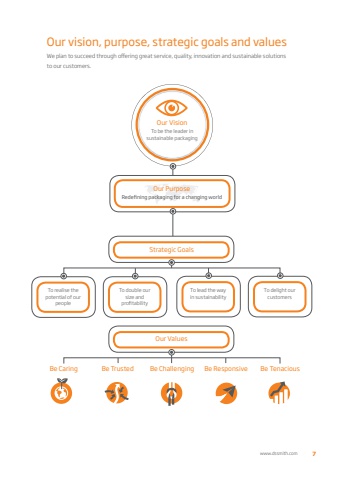 Our vision, purpose, strategic goals and values
We plan to succeed through offering great service, quality, innovation and sustainable solutions
to our customers.
Our Vision
To be the leader in
sustainable packaging
Our Purpose
Redefining packaging for a changing world
Strategic Goals
To realise the
potential of our
people
To double our
size and
profitability
To lead the way
in sustainability
To delight our
customers
Our Values
Be Caring
Be Trusted
Be Challenging
Be Responsive
Be Tenacious
www.dssmith.com
7